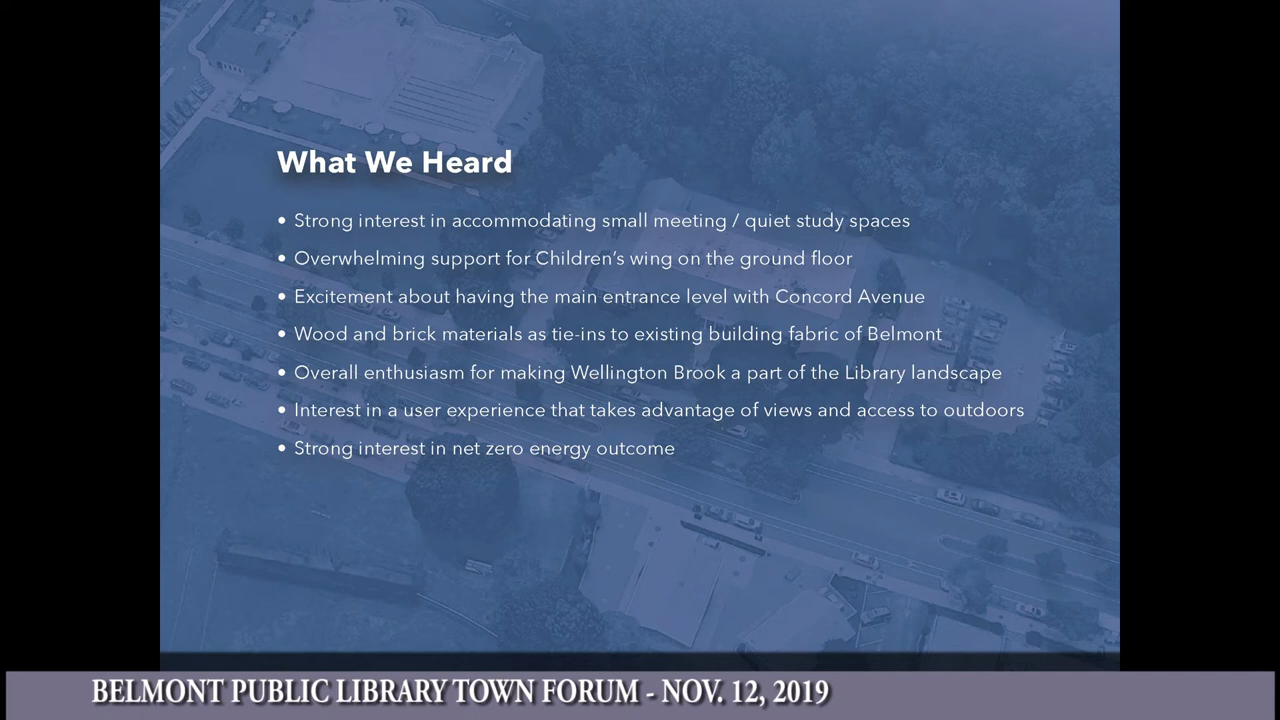 What We Heard
• Strong interest in accommodating small meeting / quiet study spaces
• Overwhelming support for Children’s wing on the ground floor
• Excitement about having the main entrance level with Concord Avenue
• Wood and brick materials as tie-ins to existing building fabric of Belmont
• Overall enthusiasm for making Wellington Brook a part of the Library landscape
• Interest in a user experience that takes advantage of views and access to outdoors
• Strong interest in net zero energy outcome
BELMONT PUBLIC LIBRARY TOWN FORUM - NOV. 12, 2019